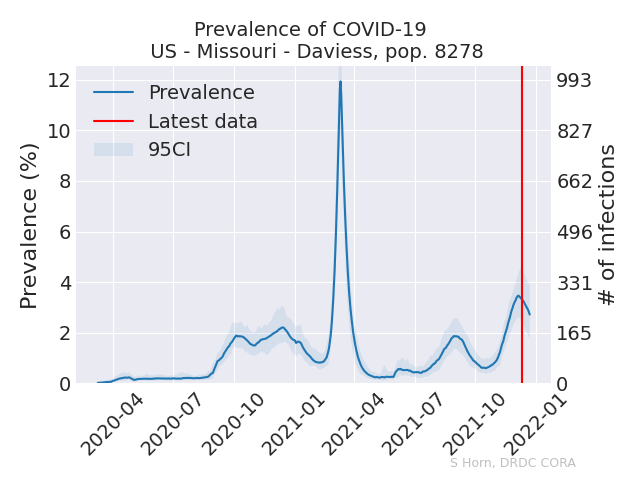 Prevalence of COVID-19
US - Missouri - Daviess, pop. 8278
Prevalence
Latest data
95CI
Prevalence (%)
12
10
8
6
4
2
0
993
827
662
496
331
165
0
# of infections
2020-04
2020-07
2020-10
2021-01
2021-04
2021-07
2021-10
2022-01
S Horn, DRDC CORA